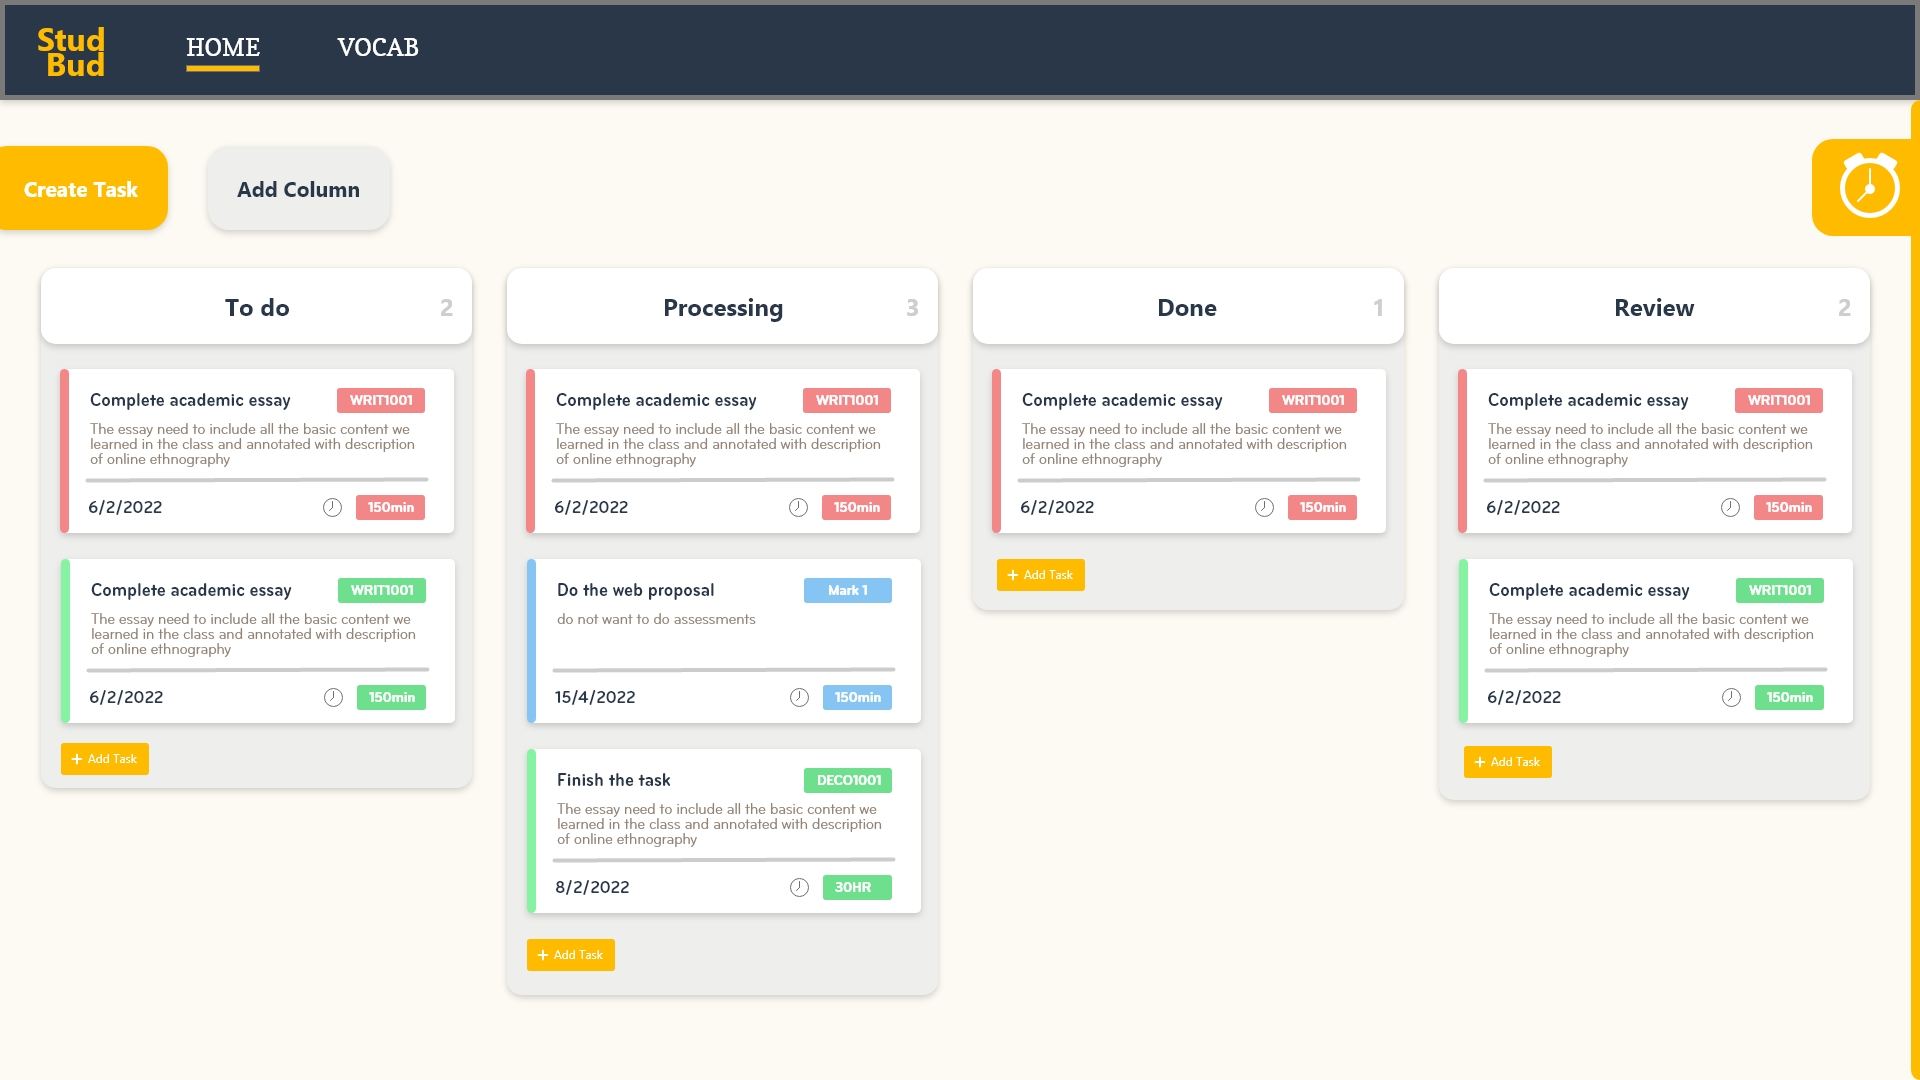 Stud
Bud
HOME
VOCAB
Create Task
Add Column
To do
2
Complete academic essay
WRIT1001
The essay need to include all the basic content we
learned in the class and annotated with description
of online ethnography
6/2/2022
150min
Complete academic essay
WRIT1001
The essay need to include all the basic content we
learned in the class and annotated with description
of online ethnography
6/2/2022
150min
+ Add Task
Processing
3
Complete academic essay
WRIT1001
The essay need to include all the basic content we
learned in the class and annotated with description
of online ethnography
6/2/2022
150min
Do the web proposal
Mark 1
do not want to do assessments
15/4/2022
150min
Finish the task
DECO1001
The essay need to include all the basic content we
learned in the class and annotated with description
of online ethnography
8/2/2022
30HR
+ Add Task
Done
1
Complete academic essay
WRIT1001
The essay need to include all the basic content we
learned in the class and annotated with description
of online ethnography
6/2/2022
150min
+ Add Task
Review
2
Complete academic essay
WRIT1001
The essay need to include all the basic content we
learned in the class and annotated with description
of online ethnography
6/2/2022
150min
Complete academic essay
WRIT1001
The essay need to include all the basic content we
learned in the class and annotated with description
of online ethnography
6/2/2022
150min
+ Add Task